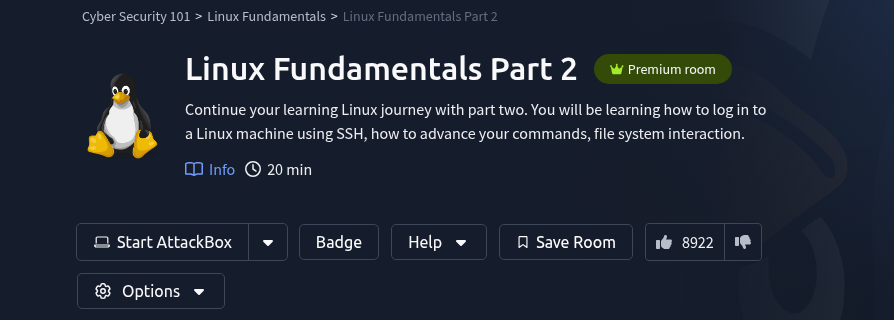 Cyber Security 101 > Linux Fundamentals > Linux Fundamentals Part 2
Linux Fundamentals Part 2
Premium room
Continue your learning Linux journey with part two. You will be learning how to log in to
a Linux machine using SSH, how to advance your commands, file system interaction.
Info 20 min
Start AttackBox Badge Help Save Room 8922
Options